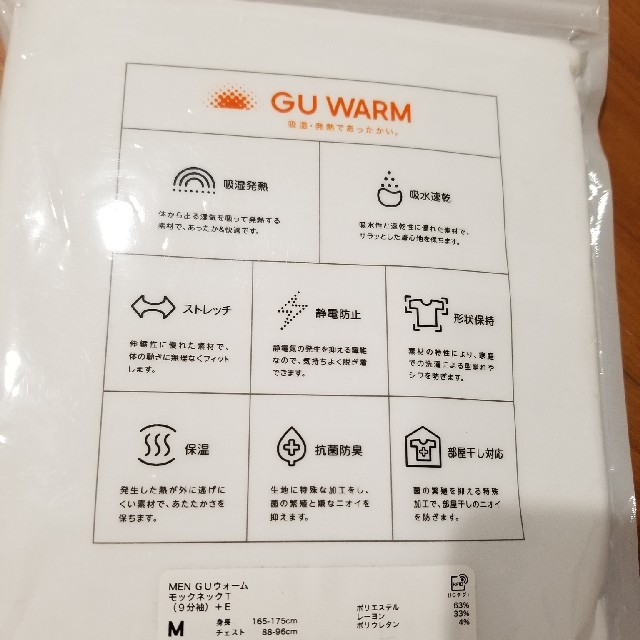 GU WARM
吸湿・発熱であったかい。
吸湿発熱
体から出る湿気を吸って発熱する
素材で、あったか&快適です。
吸水速乾
吸水性と速乾性に優れた素材で、
サラッとした着心地を保ちます。
ストレッチ
伸縮性に優れた素材で、
体の動きに無理なくフィット
します。
静電防止
静電気の発生を抑える機能
なので、気持ちよく脱ぎ着
できます。
形状保持
素材の特性により、家庭
での洗濯による型崩れや
シワを防ぎます。
保温
発生した熱が外に逃げに
くい素材で、あたたかさを
保ちます。
抗菌防臭
生地に特殊な加工をし、
菌の繁殖と嫌なニオイを
抑えます。
部屋干し対応
菌の繁殖を抑える特殊
加工で、部屋干しのニオイ
を防ぎます。
MEN GUウォーム
モックネックT
(9分袖)+E
M
身長 165-175cm
チェスト 88-96cm
RFID
(ICタグ)
ポリエステル 63%
レーヨン 33%
ポリウレタン 4%